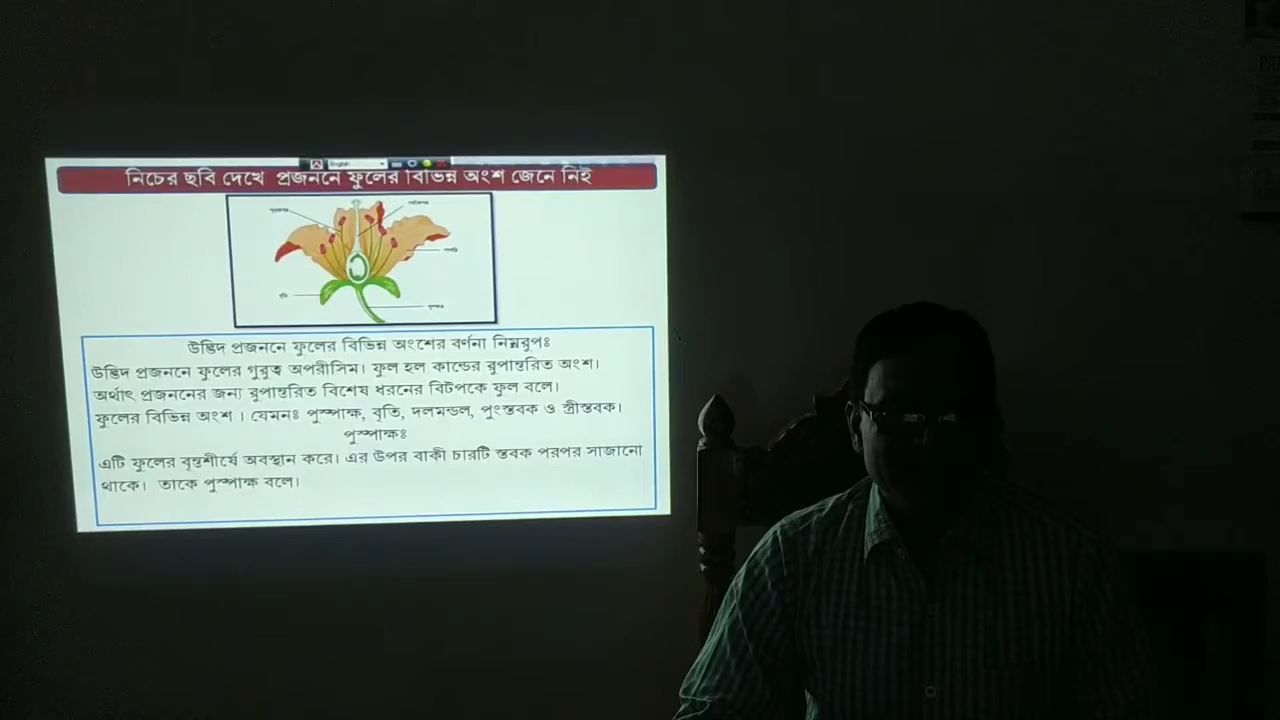 English
নিচের ছবি দেখে প্রজননে ফুলের বিভিন্ন অংশ জেনে নিই
উদ্ভিদ প্রজননে ফুলের বিভিন্ন অংশের বর্ণনা নিম্নরুপঃ
উদ্ভিদ প্রজননে ফুলের গুরুত্ব অপরীসিম। ফুল হল কান্ডের রুপান্তরিত অংশ।
অর্থাৎ প্রজননের জন্য রুপান্তরিত বিশেষ ধরনের বিটপকে ফুল বলে।
ফুলের বিভিন্ন অংশ । যেমনঃ পুস্পাক্ষ, বৃতি, দলমন্ডল, পুংস্তবক ও স্ত্রীস্তবক।
পুস্পাক্ষঃ
এটি ফুলের বৃন্তশীর্ষে অবস্থান করে। এর উপর বাকী চারটি স্তবক পরপর সাজানো
থাকে। তাকে পুস্পাক্ষ বলে।